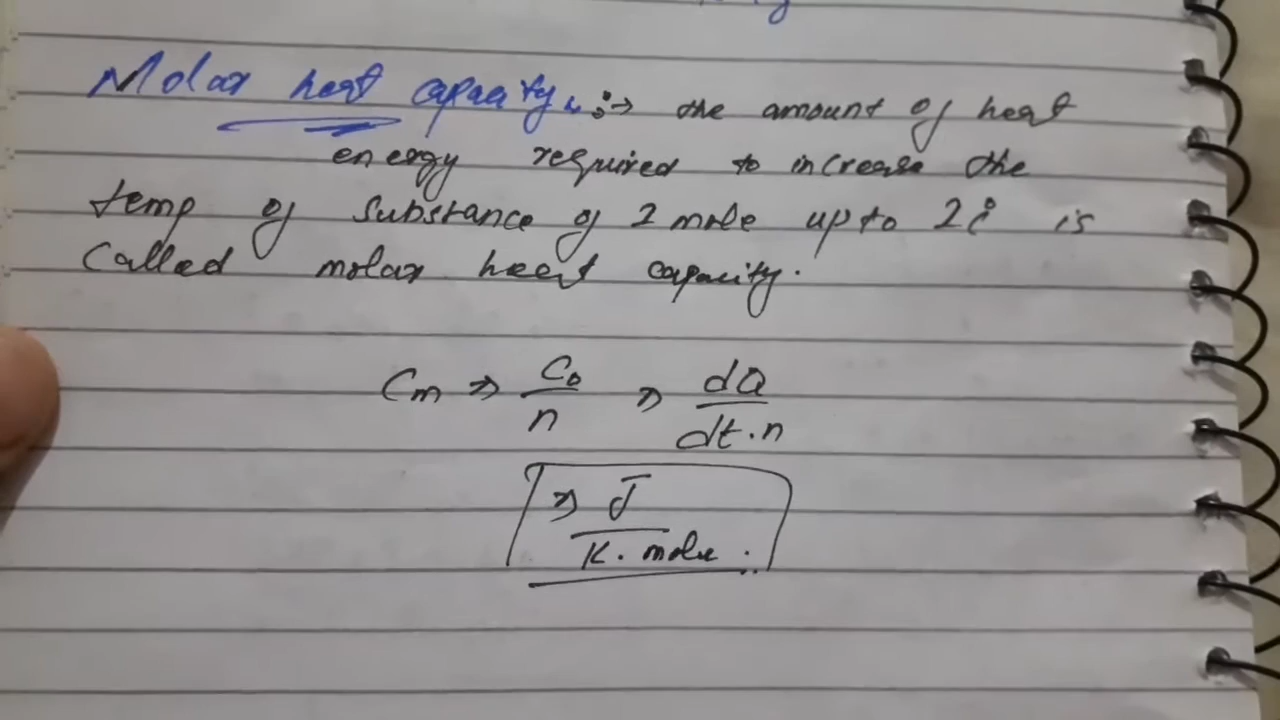 Molar heat capacity :→ the amount of heat
energy required to increase the
temp of substance of 1 mole up to 1° is
Called molar heat capacity.
Cm ⇒ C₀/n ⇒ dQ/dt.n
⇒ J/K. mole.